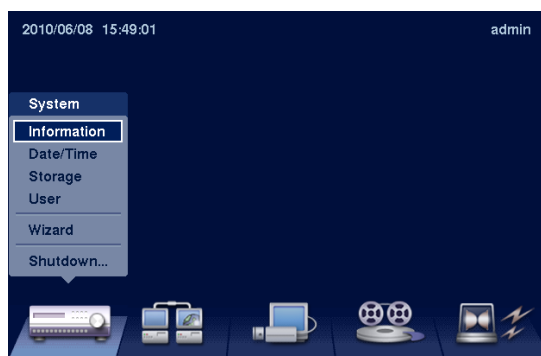 2010/06/08 15:49:01 admin
System
Information
Date/Time
Storage
User
Wizard
Shutdown...